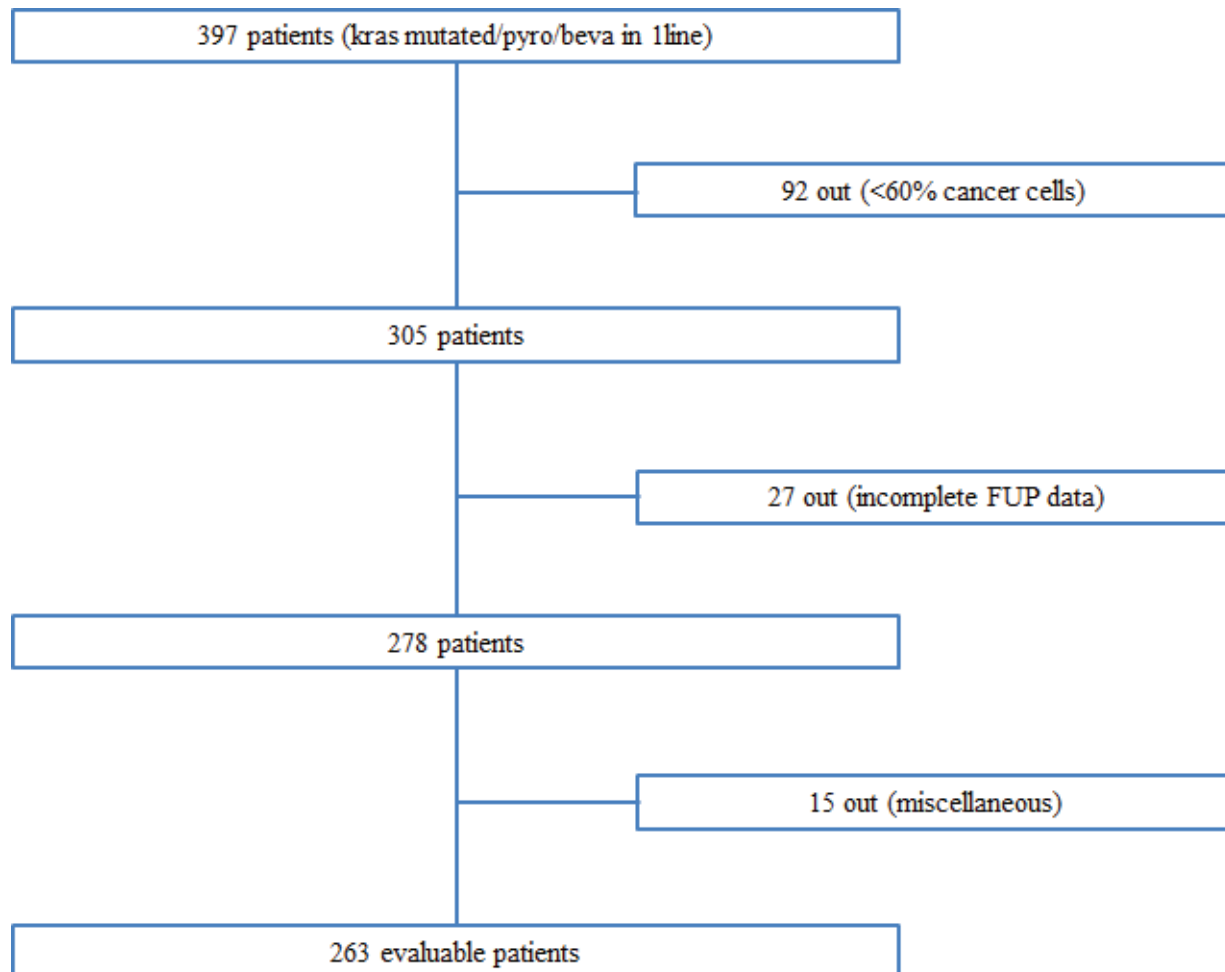 397 patients (kras mutated/pyro/beva in 1line)
92 out (<60% cancer cells)
305 patients
27 out (incomplete FUP data)
278 patients
15 out (miscellaneous)
263 evaluable patients